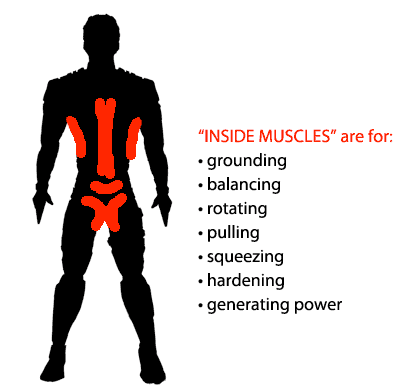 “INSIDE MUSCLES” are for:
• grounding
• balancing
• rotating
• pulling
• squeezing
• hardening
• generating power